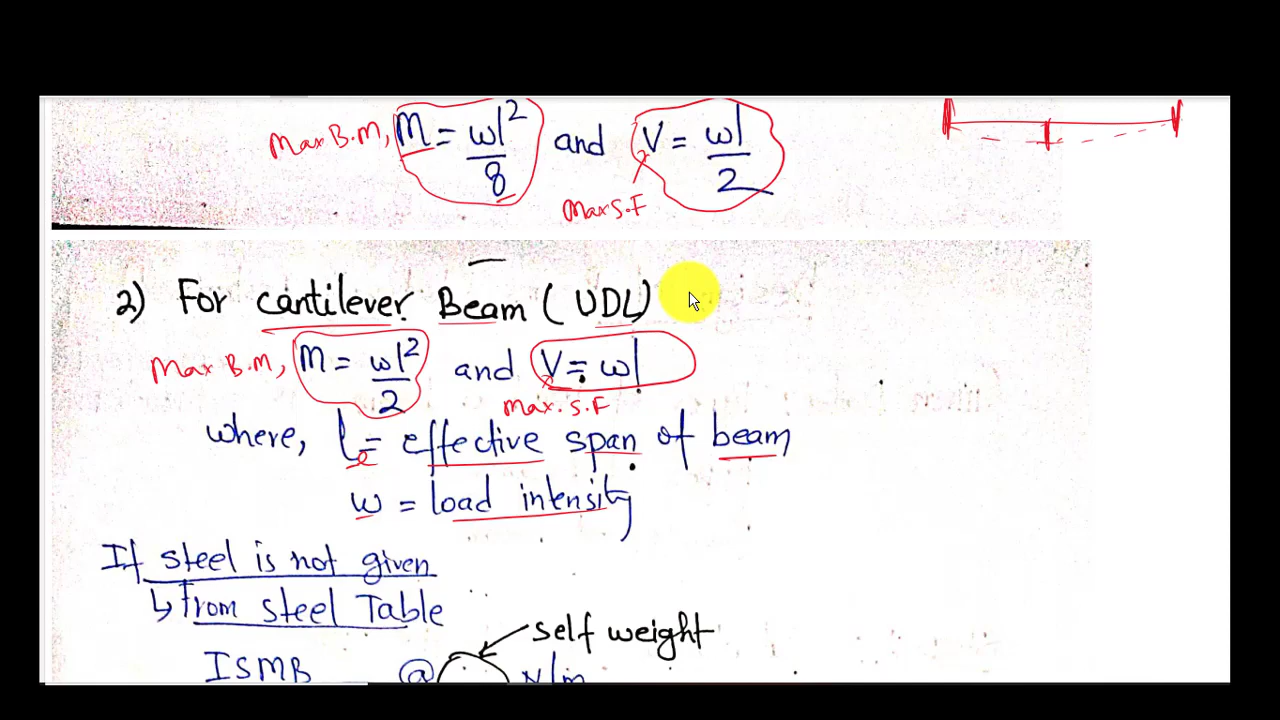 Max B.M, M = wl²/8 and V = wl/2
Max S.F
2) For cantilever Beam ( UDL)
Max B.M, M = wl²/2 and V = wl
Max. S.F
where, le = effective span of beam
w = load intensity
If steel is not given
↳ From steel Table
self weight
ISMB @ N/m